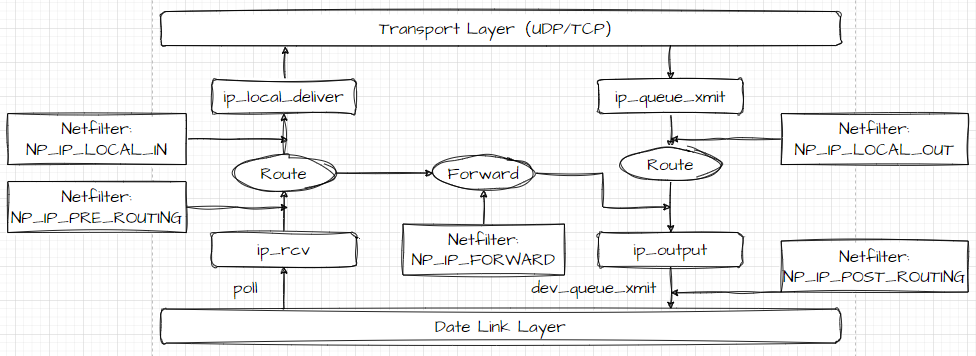 Transport Layer (UDP/TCP)
ip_local_deliver
ip_queue_xmit
Netfilter:
NP_IP_LOCAL_IN
Netfilter:
NP_IP_LOCAL_OUT
Route
Forward
Route
Netfilter:
NP_IP_PRE_ROUTING
ip_rcv
Netfilter:
NP_IP_FORWARD
ip_output
Netfilter:
NP_IP_POST_ROUTING
poll
dev_queue_xmit
Date Link Layer